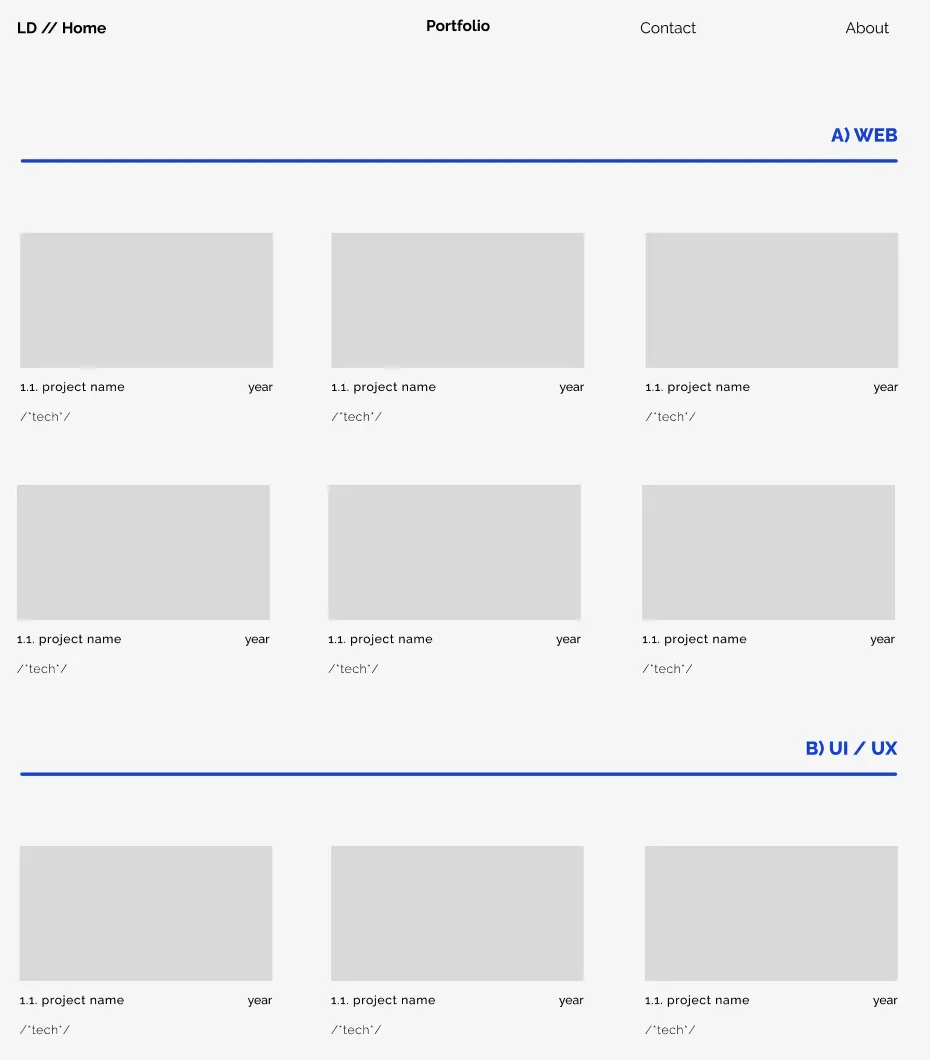 LD // Home Portfolio Contact About
A) WEB
1.1. project name year 1.1. project name year 1.1. project name year
/*tech*/ /*tech*/ /*tech*/
1.1. project name year 1.1. project name year 1.1. project name year
/*tech*/ /*tech*/ /*tech*/
B) UI / UX
1.1. project name year 1.1. project name year 1.1. project name year
/*tech*/ /*tech*/ /*tech*/